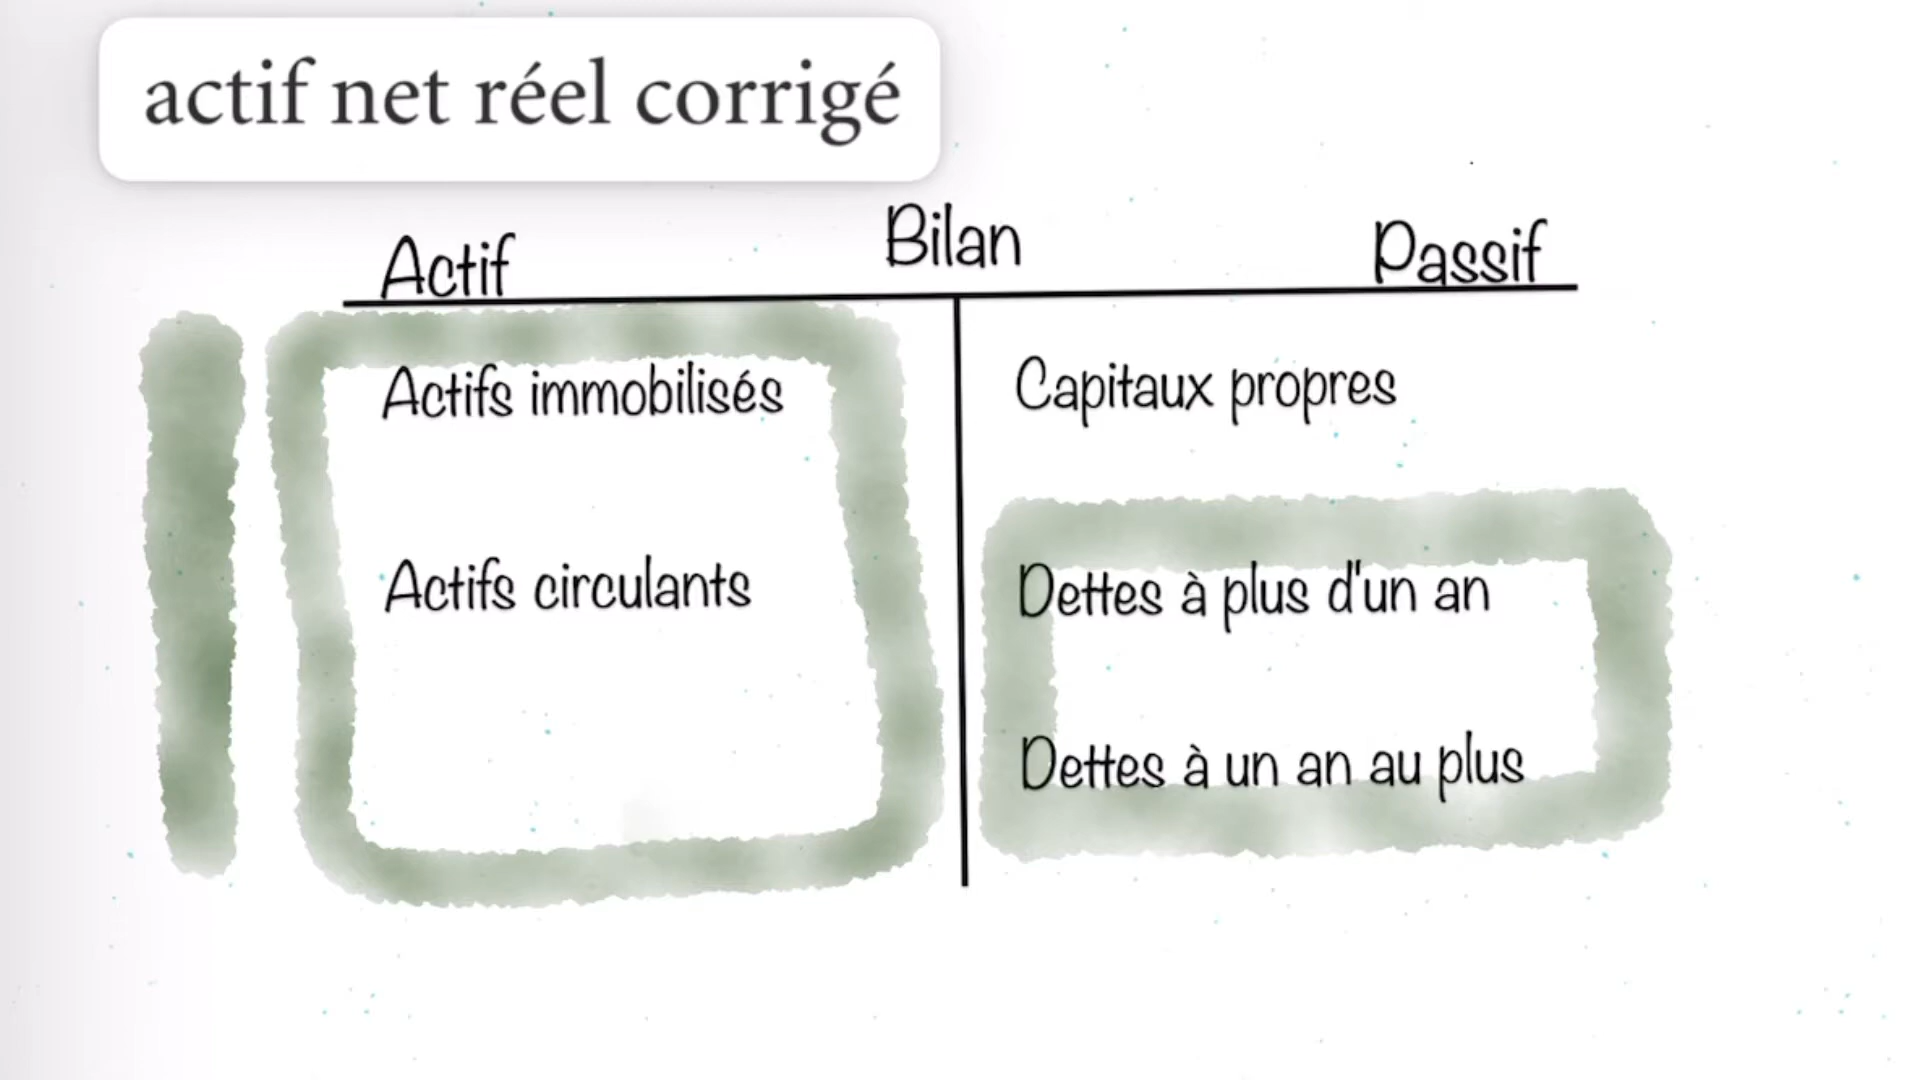 actif net réel corrigé
Bilan
Actif
Passif
Actifs immobilisés
Capitaux propres
Actifs circulants
Dettes à plus d'un an
Dettes à un an au plus